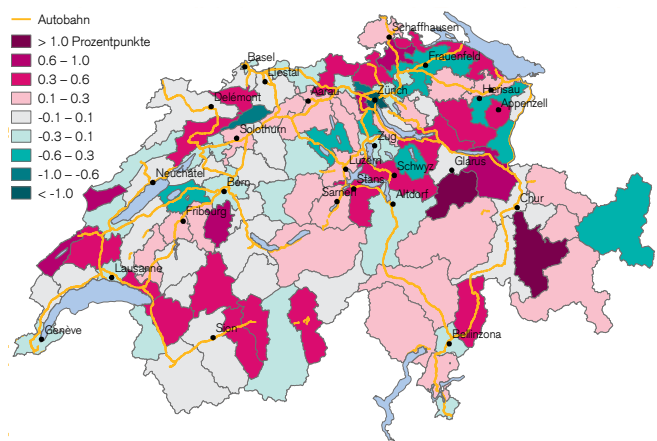 Autobahn
> 1.0 Prozentpunkte
0.6 – 1.0
0.3 – 0.6
0.1 – 0.3
-0.1 – 0.1
-0.3 – 0.1
-0.6 – 0.3
-1.0 – -0.6
< -1.0
Schaffhausen
Basel
Liestal
Frauenfeld
Delémont
Aarau
Zürich
Herisau
Appenzell
Solothurn
Zug
Luzern
Glarus
Neuchâtel
Bern
Schwyz
Stans
Sarnen
Altdorf
Chur
Fribourg
Lausanne
Genève
Sion
Bellinzona